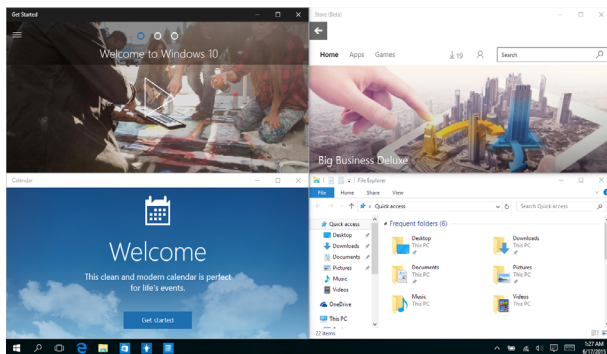 Get Started
Welcome to Windows 10
Store (Beta)
Home Apps Games
19
Search
Big Business Deluxe
Calendar
Welcome
This clean and modern calendar is perfect
for life's events.
Get started
File Explorer
File Home Share View
Quick access
Search Quick access
Quick access
Desktop
Downloads
Documents
Pictures
Music
Videos
OneDrive
This PC
Frequent folders (6)
Desktop
This PC
Downloads
This PC
Documents
This PC
Pictures
This PC
Music
This PC
Videos
This PC
22 items
1:27 AM
6/17/2015